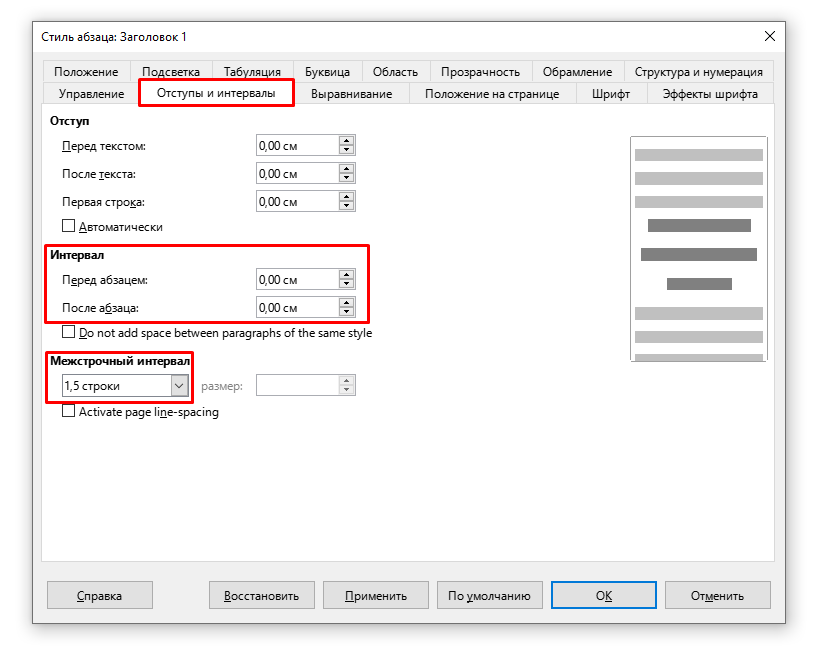 Стиль абзаца: Заголовок 1
Положение Подсветка Табуляция Буквица Область Прозрачность Обрамление Структура и нумерация
Управление Отступы и интервалы Выравнивание Положение на странице Шрифт Эффекты шрифта
Отступ
Перед текстом: 0,00 см
После текста: 0,00 см
Первая строка: 0,00 см
Автоматически
Интервал
Перед абзацем: 0,00 см
После абзаца: 0,00 см
Do not add space between paragraphs of the same style
Межстрочный интервал
1,5 строки размер:
Activate page line-spacing
Справка Восстановить Применить По умолчанию ОК Отменить